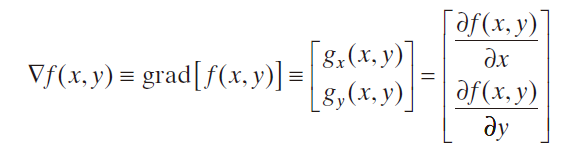 ∇f(x, y) ≡ grad[f(x, y)] ≡ [g_x(x, y); g_y(x, y)] = [∂f(x, y)/∂x; ∂f(x, y)/∂y]